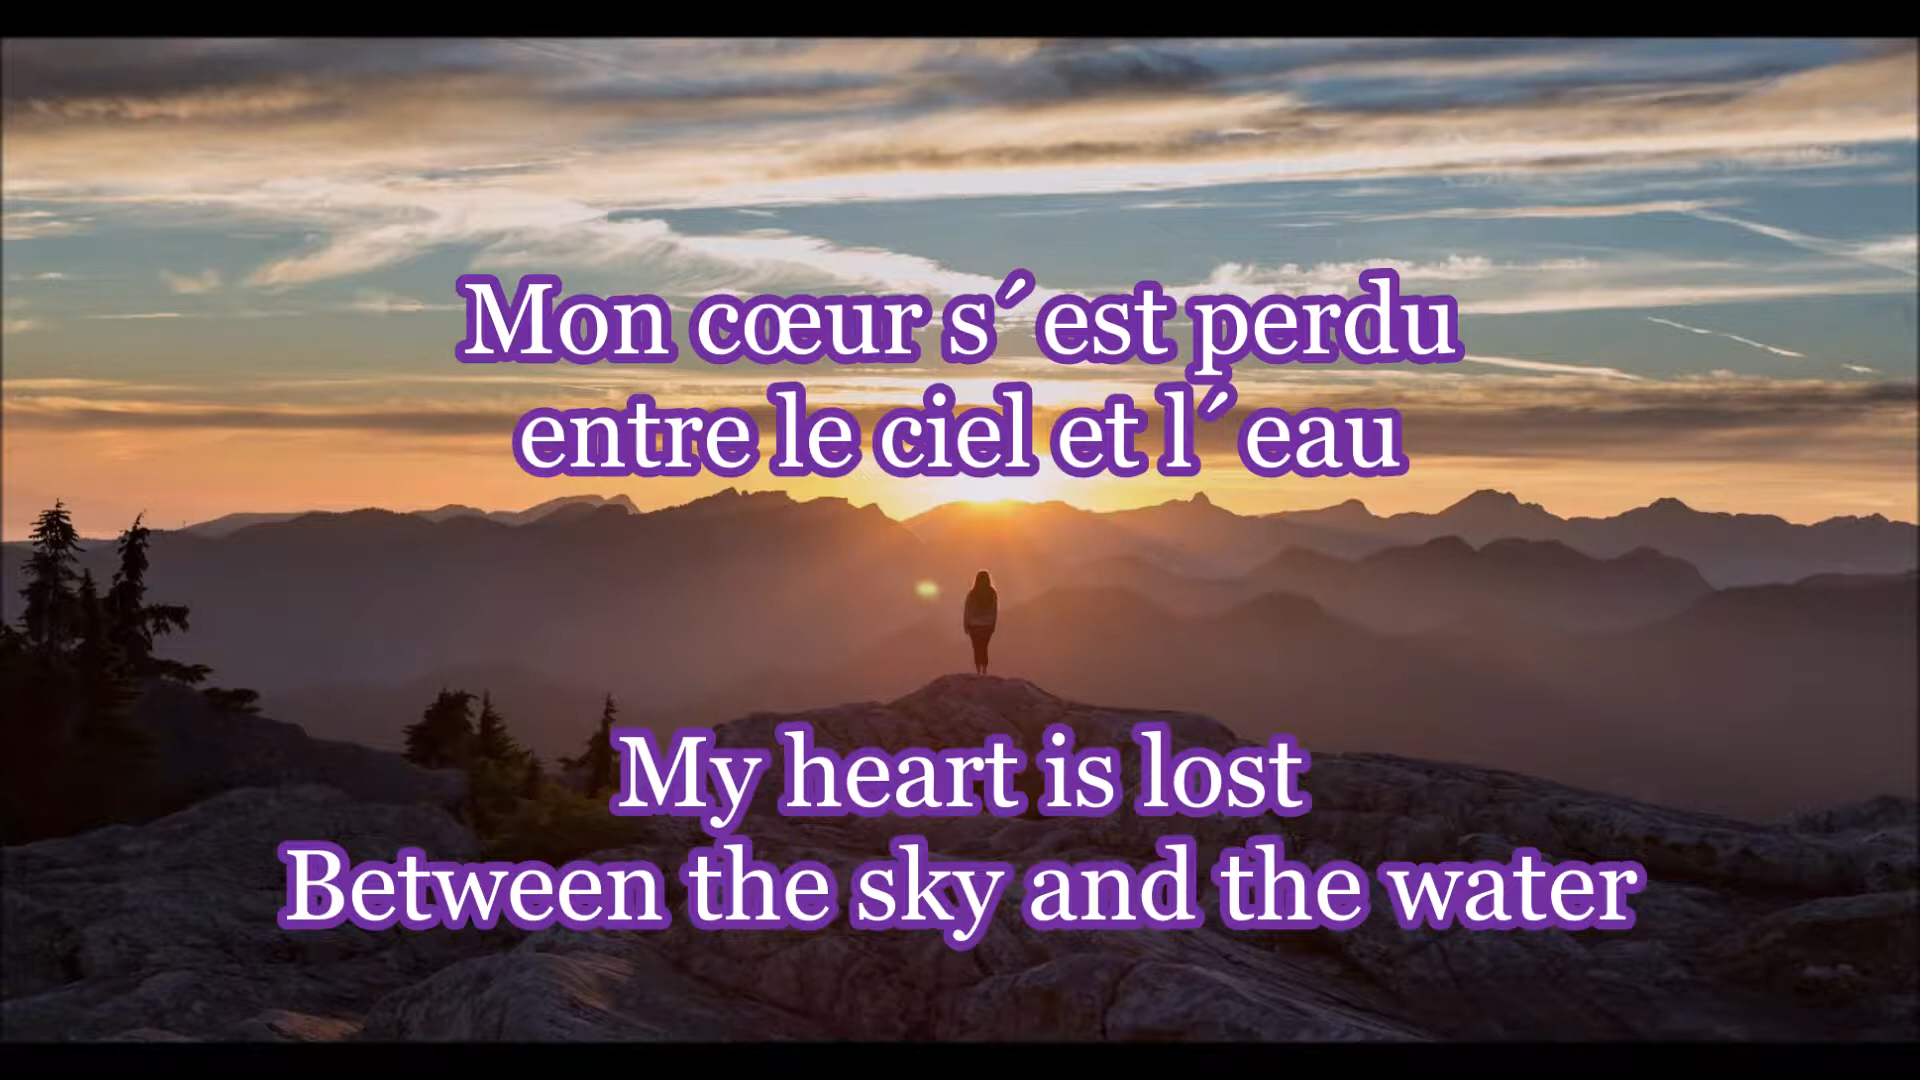 Mon cœur s´est perdu
entre le ciel et l´eau
My heart is lost
Between the sky and the water